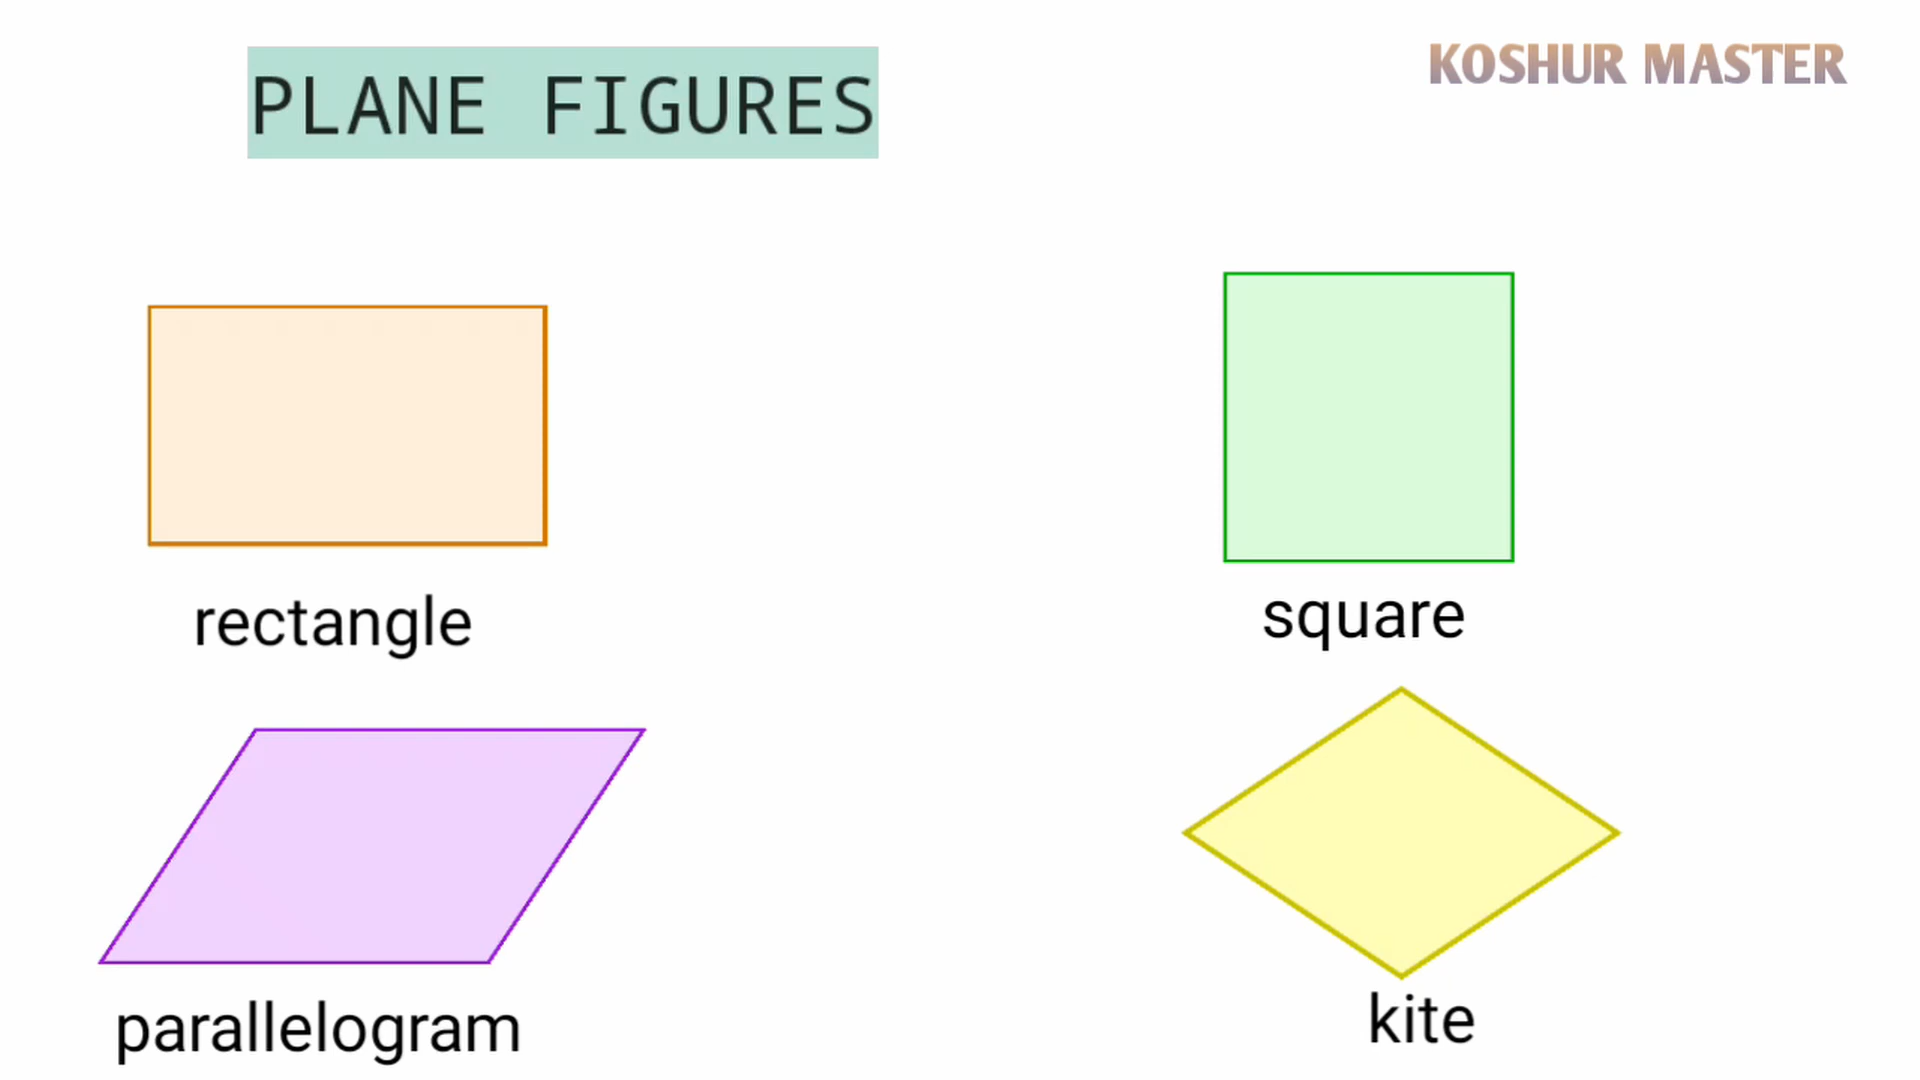 PLANE FIGURES
KOSHUR MASTER
rectangle
square
parallelogram
kite